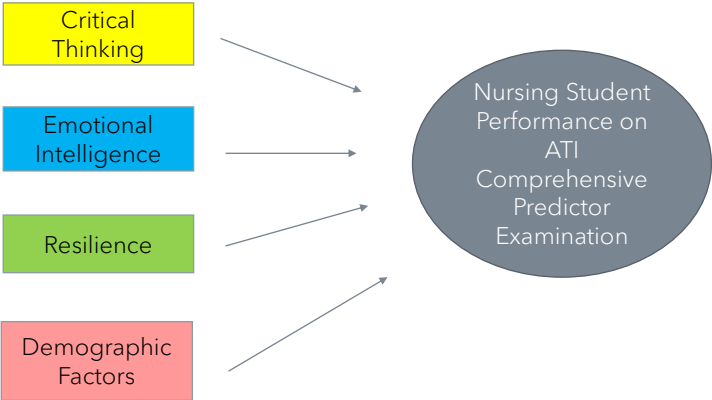 Critical
Thinking
Emotional
Intelligence
Resilience
Demographic
Factors
Nursing Student
Performance on
ATI
Comprehensive
Predictor
Examination